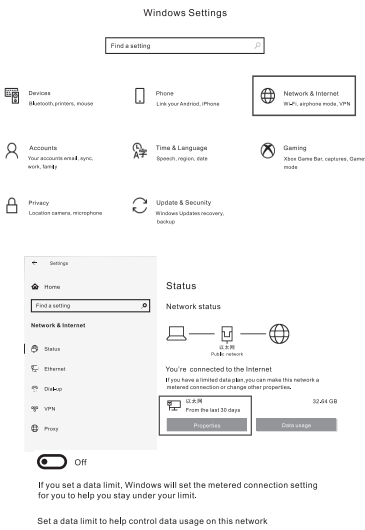 Windows Settings
Find a setting
Devices
Bluetooth, printers, mouse
Phone
Link your Andriod, iPhone
Network & Internet
Wi-Fi, airphone mode, VPN
Accounts
Your accounts email, sync,
work, family
Time & Language
Speech, region, date
Gaming
Xbox Game Bar, captures, Game
mode
Privacy
Location camera, microphone
Update & Security
Windows Updates recovery,
backup
Settings
Home
Find a setting
Network & Internet
Status
Ethernet
Dial-up
VPN
Proxy
Status
Network status
以太网
Public network
You're connected to the Internet
If you have a limited data plan, you can make this network a
metered connection or change other properties.
以太网
From the last 30 days
32.64 GB
Properties
Data usage
Off
If you set a data limit, Windows will set the metered connection setting
for you to help you stay under your limit.
Set a data limit to help control data usage on this network